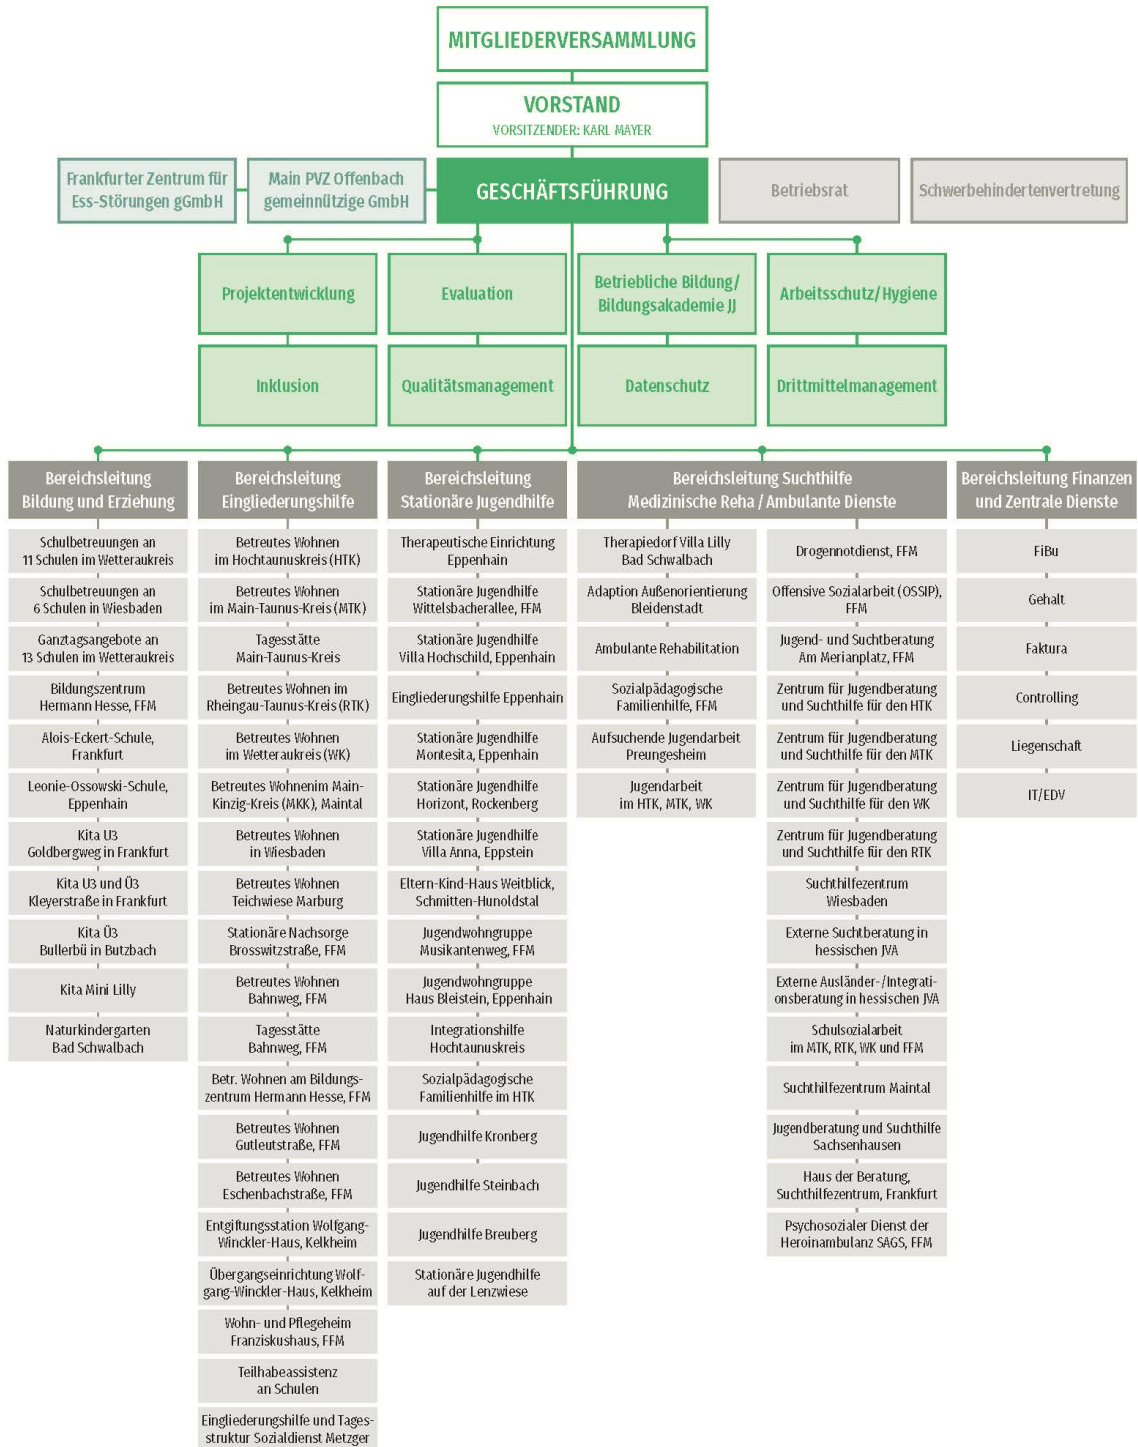 MITGLIEDERVERSAMMLUNG
VORSTAND
VORSITZENDER: KARL MAYER
Frankfurter Zentrum für
Ess-Störungen gGmbH
Main PVZ Offenbach
gemeinnützige GmbH
GESCHÄFTSFÜHRUNG
Betriebsrat
Schwerbehindertenvertretung
Projektentwicklung
Evaluation
Betriebliche Bildung/
Bildungsakademie JJ
Arbeitsschutz/Hygiene
Inklusion
Qualitätsmanagement
Datenschutz
Drittmittelmanagement
Bereichsleitung
Bildung und Erziehung
Schulbetreuungen an
11 Schulen im Wetteraukreis
Schulbetreuungen an
6 Schulen in Wiesbaden
Ganztagsangebote an
13 Schulen im Wetteraukreis
Bildungszentrum
Hermann Hesse, FFM
Alois-Eckert-Schule,
Frankfurt
Leonie-Ossowski-Schule,
Eppenhain
Kita U3
Goldbergweg in Frankfurt
Kita U3 und Ü3
Kleyerstraße in Frankfurt
Kita Ü3
Bullerbü in Butzbach
Kita Mini Lilly
Naturkindergarten
Bad Schwalbach
Bereichsleitung
Eingliederungshilfe
Betreutes Wohnen
im Hochtaunuskreis (HTK)
Betreutes Wohnen
im Main-Taunus-Kreis (MTK)
Tagesstätte
Main-Taunus-Kreis
Betreutes Wohnen im
Rheingau-Taunus-Kreis (RTK)
Betreutes Wohnen
im Wetteraukreis (WK)
Betreutes Wohnenim Main-
Kinzig-Kreis (MKK), Maintal
Betreutes Wohnen
in Wiesbaden
Betreutes Wohnen
Teichwiese Marburg
Stationäre Nachsorge
Brosswitzstraße, FFM
Betreutes Wohnen
Bahnweg, FFM
Tagesstätte
Bahnweg, FFM
Betr. Wohnen am Bildungs-
zentrum Hermann Hesse, FFM
Betreutes Wohnen
Gutleutstraße, FFM
Betreutes Wohnen
Eschenbachstraße, FFM
Entgiftungsstation Wolfgang-
Winckler-Haus, Kelkheim
Übergangseinrichtung Wolf-
gang-Winckler-Haus, Kelkheim
Wohn- und Pflegeheim
Franziskushaus, FFM
Teilhabeassistenz
an Schulen
Eingliederungshilfe und Tages-
struktur Sozialdienst Metzger
Bereichsleitung
Stationäre Jugendhilfe
Therapeutische Einrichtung
Eppenhain
Stationäre Jugendhilfe
Wittelsbacherallee, FFM
Stationäre Jugendhilfe
Villa Hochschild, Eppenhain
Eingliederungshilfe Eppenhain
Stationäre Jugendhilfe
Montesita, Eppenhain
Stationäre Jugendhilfe
Horizont, Rockenberg
Stationäre Jugendhilfe
Villa Anna, Eppstein
Eltern-Kind-Haus Weitblick,
Schmitten-Hunoldstal
Jugendwohngruppe
Musikantenweg, FFM
Jugendwohngruppe
Haus Bleistein, Eppenhain
Integrationshilfe
Hochtaunuskreis
Sozialpädagogische
Familienhilfe im HTK
Jugendhilfe Kronberg
Jugendhilfe Steinbach
Jugendhilfe Breuberg
Stationäre Jugendhilfe
auf der Lenzwiese
Bereichsleitung Suchthilfe
Medizinische Reha / Ambulante Dienste
Therapiedorf Villa Lilly
Bad Schwalbach
Adaption Außenorientierung
Bleidenstadt
Ambulante Rehabilitation
Sozialpädagogische
Familienhilfe, FFM
Aufsuchende Jugendarbeit
Preungesheim
Jugendarbeit
im HTK, MTK, WK
Drogennotdienst, FFM
Offensive Sozialarbeit (OSSIP),
FFM
Jugend- und Suchtberatung
Am Merianplatz, FFM
Zentrum für Jugendberatung
und Suchthilfe für den HTK
Zentrum für Jugendberatung
und Suchthilfe für den MTK
Zentrum für Jugendberatung
und Suchthilfe für den WK
Zentrum für Jugendberatung
und Suchthilfe für den RTK
Suchthilfezentrum
Wiesbaden
Externe Suchtberatung in
hessischen JVA
Externe Ausländer-/Integrati-
onsberatung in hessischen JVA
Schulsozialarbeit
im MTK, RTK, WK und FFM
Suchthilfezentrum Maintal
Jugendberatung und Suchthilfe
Sachsenhausen
Haus der Beratung,
Suchthilfezentrum, Frankfurt
Psychosozialer Dienst der
Heroinambulanz SAGS, FFM
Bereichsleitung Finanzen
und Zentrale Dienste
FiBu
Gehalt
Faktura
Controlling
Liegenschaft
IT/EDV